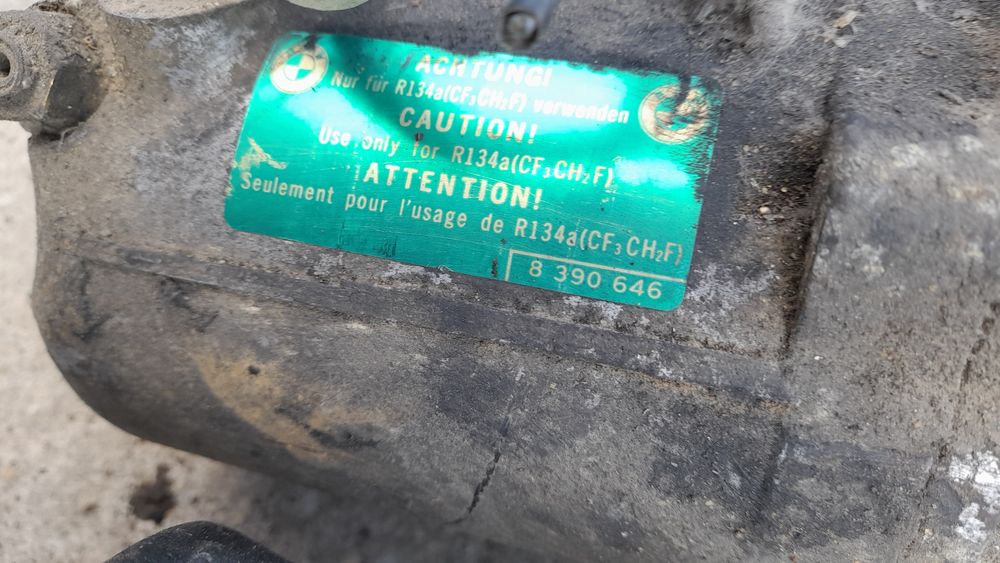 ACHTUNG!
Nur für R134a(CF₃CH₂F) verwenden
CAUTION!
Use only for R134a(CF₃CH₂F)
ATTENTION!
Seulement pour l'usage de R134a(CF₃CH₂F)
8 390 646